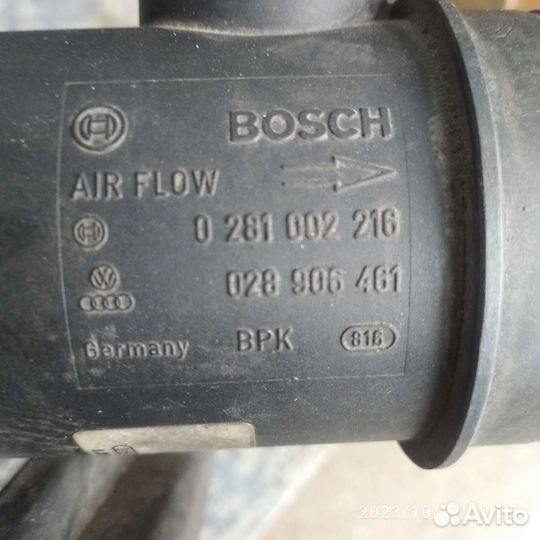 BOSCH
AIR FLOW
0 281 002 216
028 906 461
Germany BPK 816
2023/10
Avito